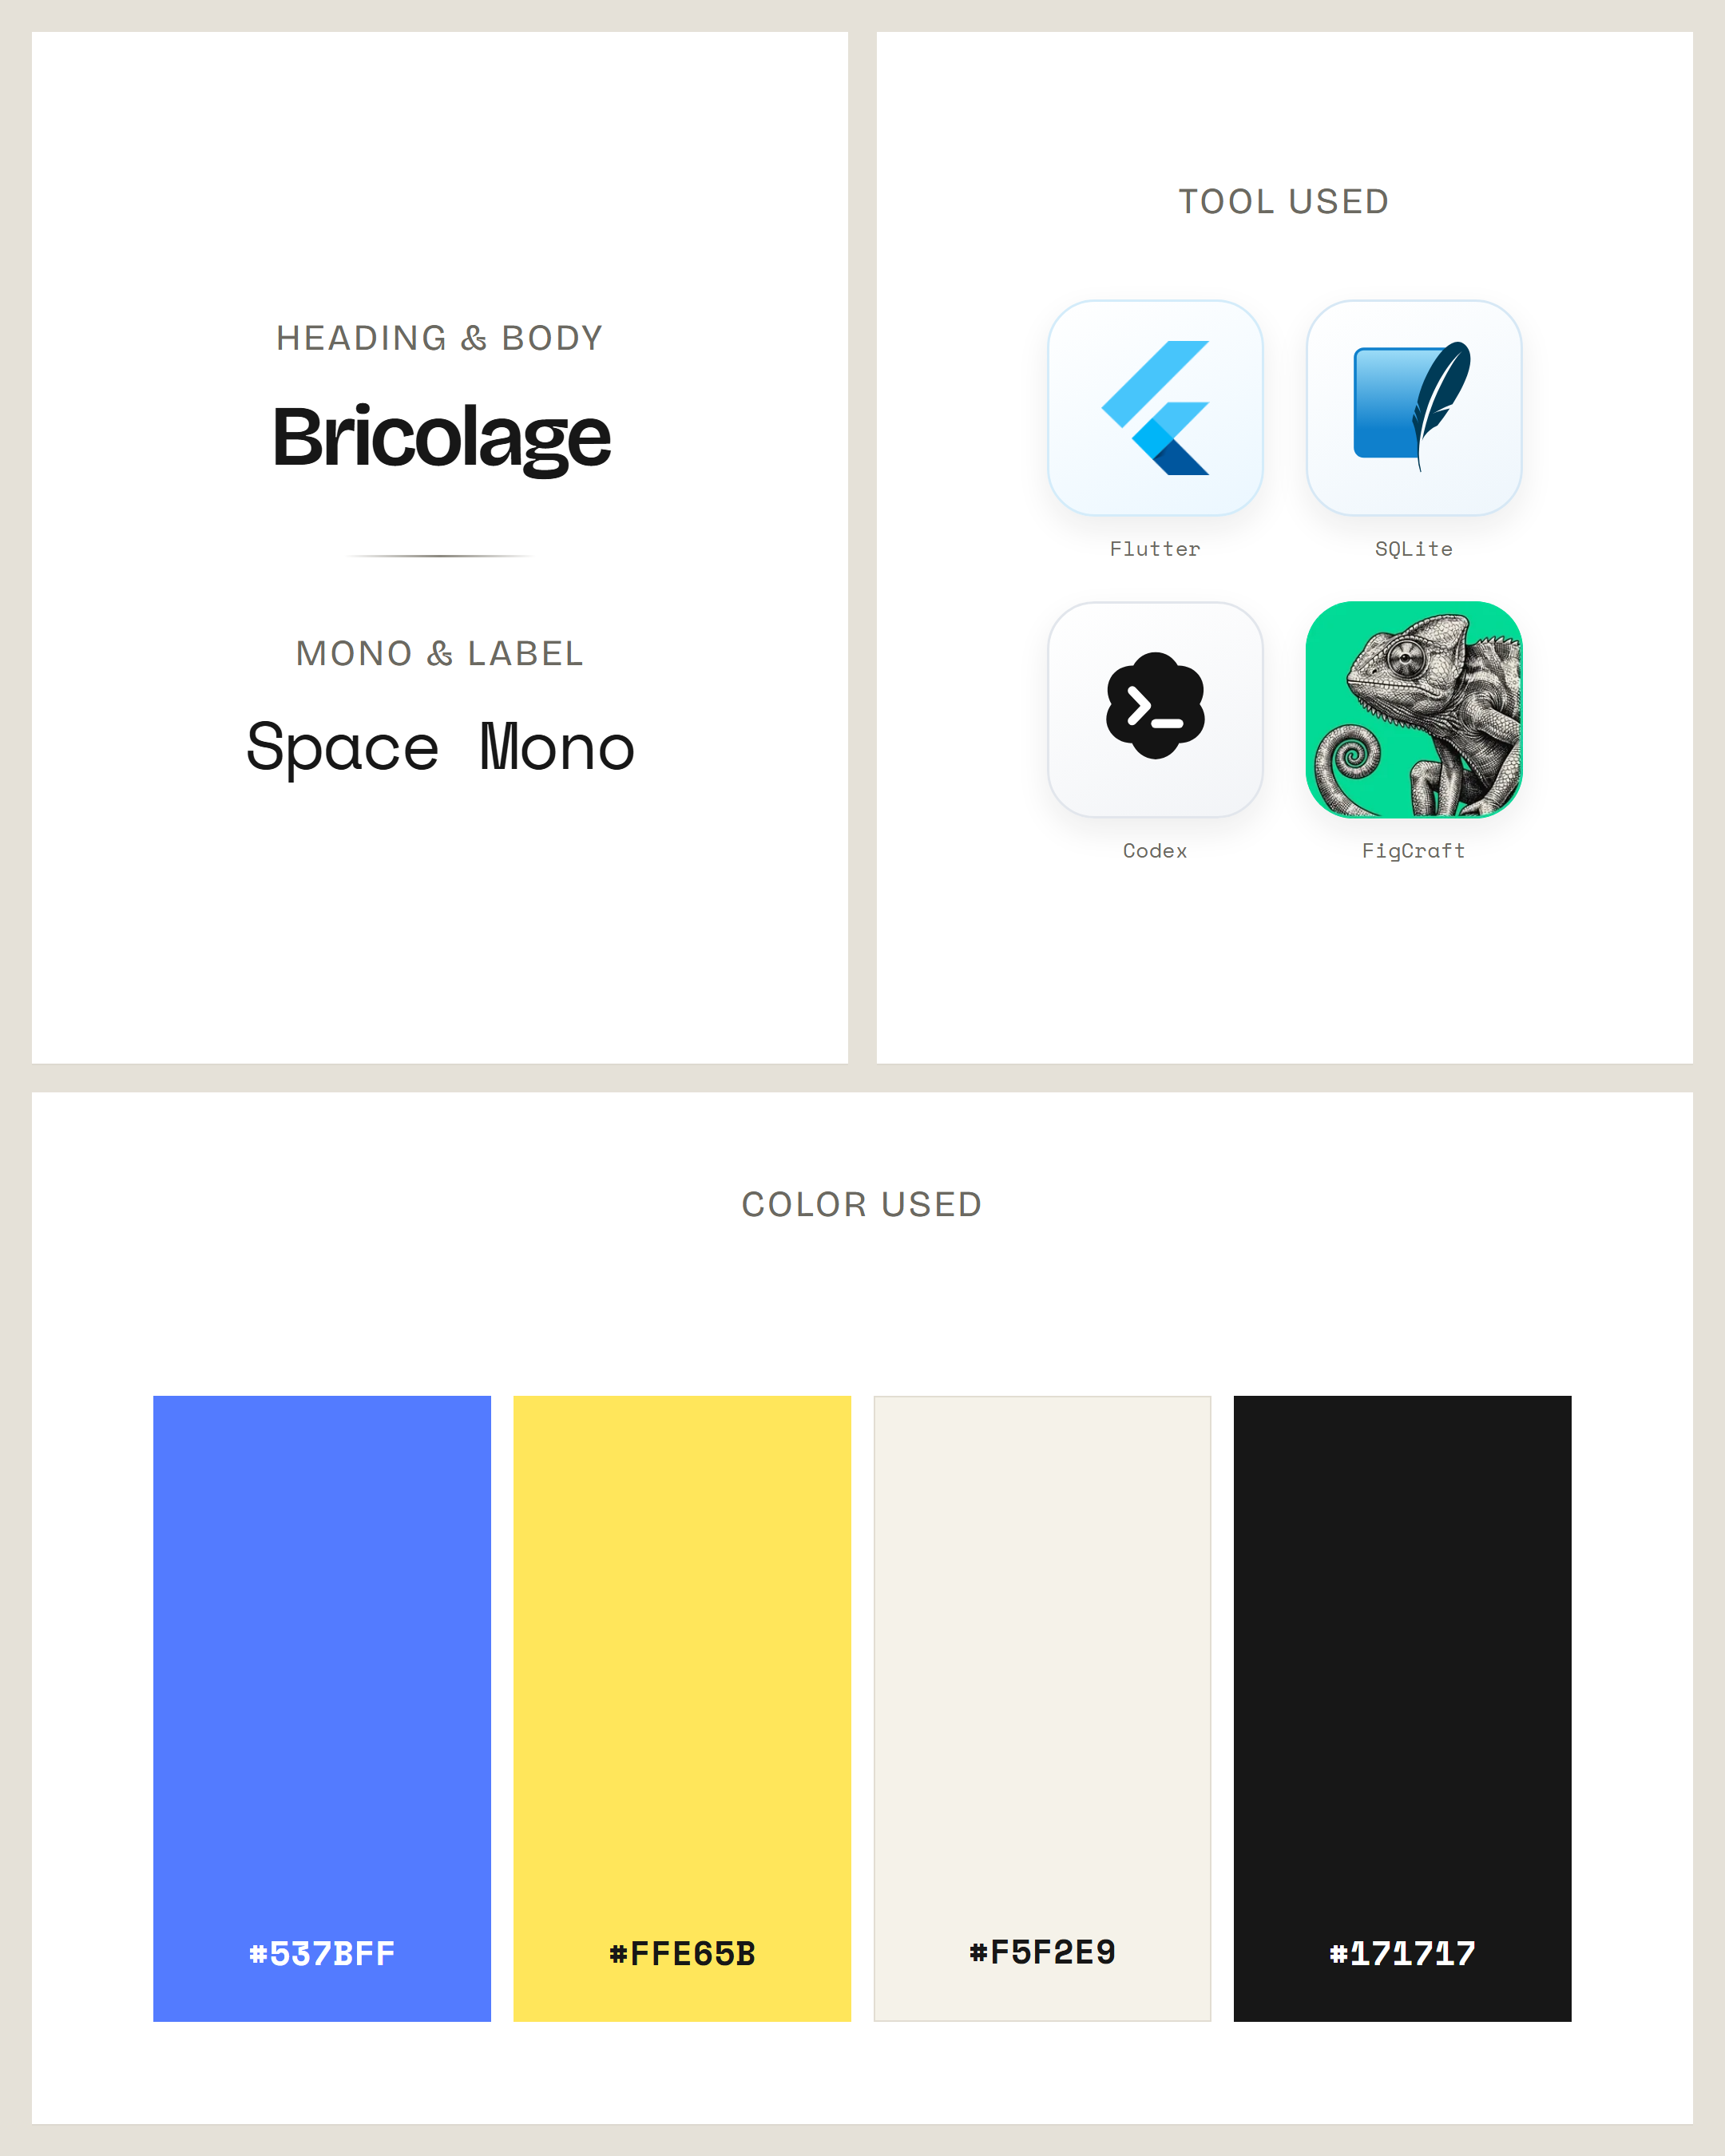 HEADING & BODY
Bricolage
MONO & LABEL
Space Mono
TOOL USED
Flutter
SQLite
Codex
FigCraft
COLOR USED
#537BFF
#FFE65B
#F5F2E9
#171717